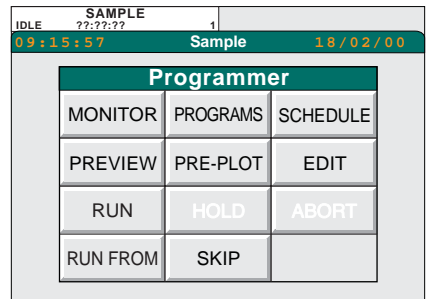 SAMPLE
IDLE ??:??:?? 1
09:15:57 Sample 18/02/00
Programmer
MONITOR PROGRAMS SCHEDULE
PREVIEW PRE-PLOT EDIT
RUN HOLD ABORT
RUN FROM SKIP